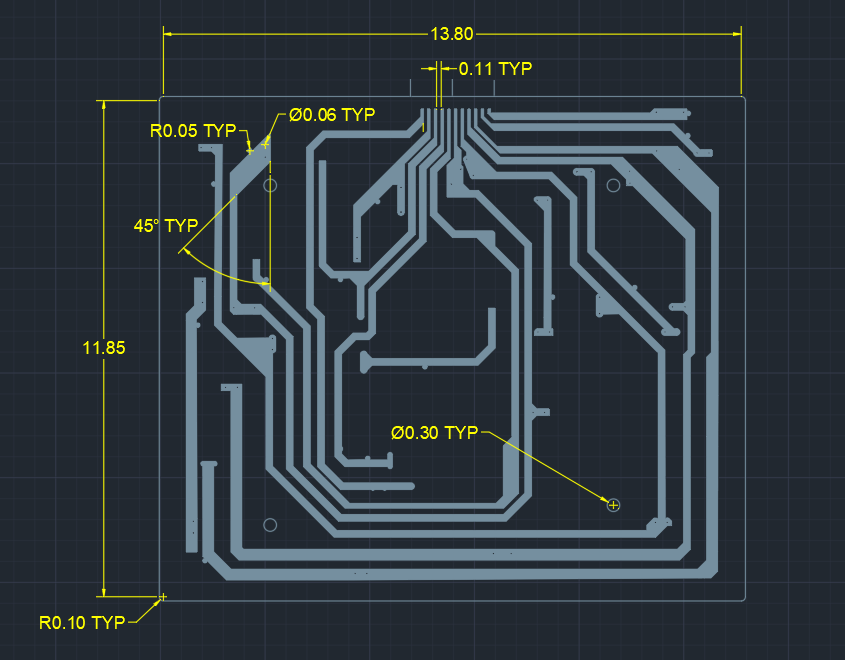 13.80
0.11 TYP
Ø0.06 TYP
R0.05 TYP
45° TYP
11.85
Ø0.30 TYP
R0.10 TYP